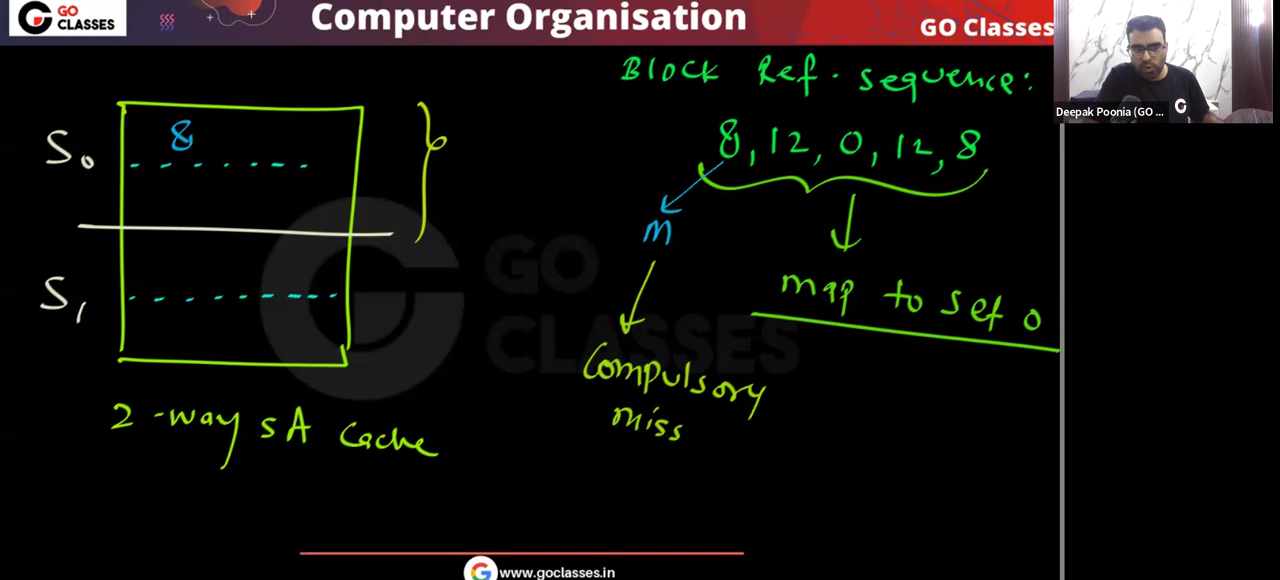 GO
CLASSES
Computer Organisation
GO Classes
Deepak Poonia (GO ...
Block Ref. sequence:
8, 12, 0, 12, 8
M
Compulsory
miss
map to set 0
S0
8
S1
2-way SA Cache
GO
CLASSES
www.goclasses.in